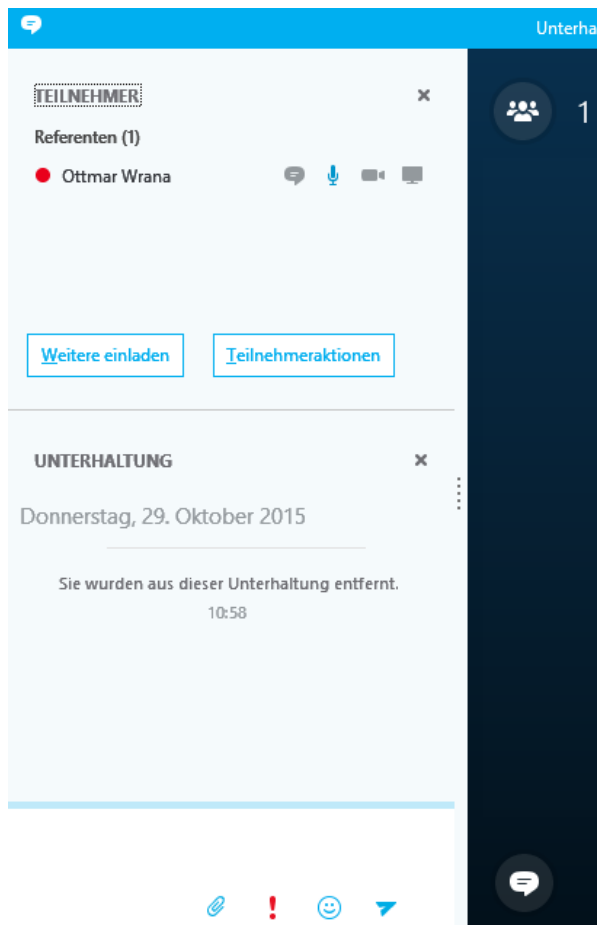 Unterha
TEILNEHMER
1
Referenten (1)
Ottmar Wrana
Weitere einladen
Teilnehmeraktionen
UNTERHALTUNG
Donnerstag, 29. Oktober 2015
Sie wurden aus dieser Unterhaltung entfernt.
10:58